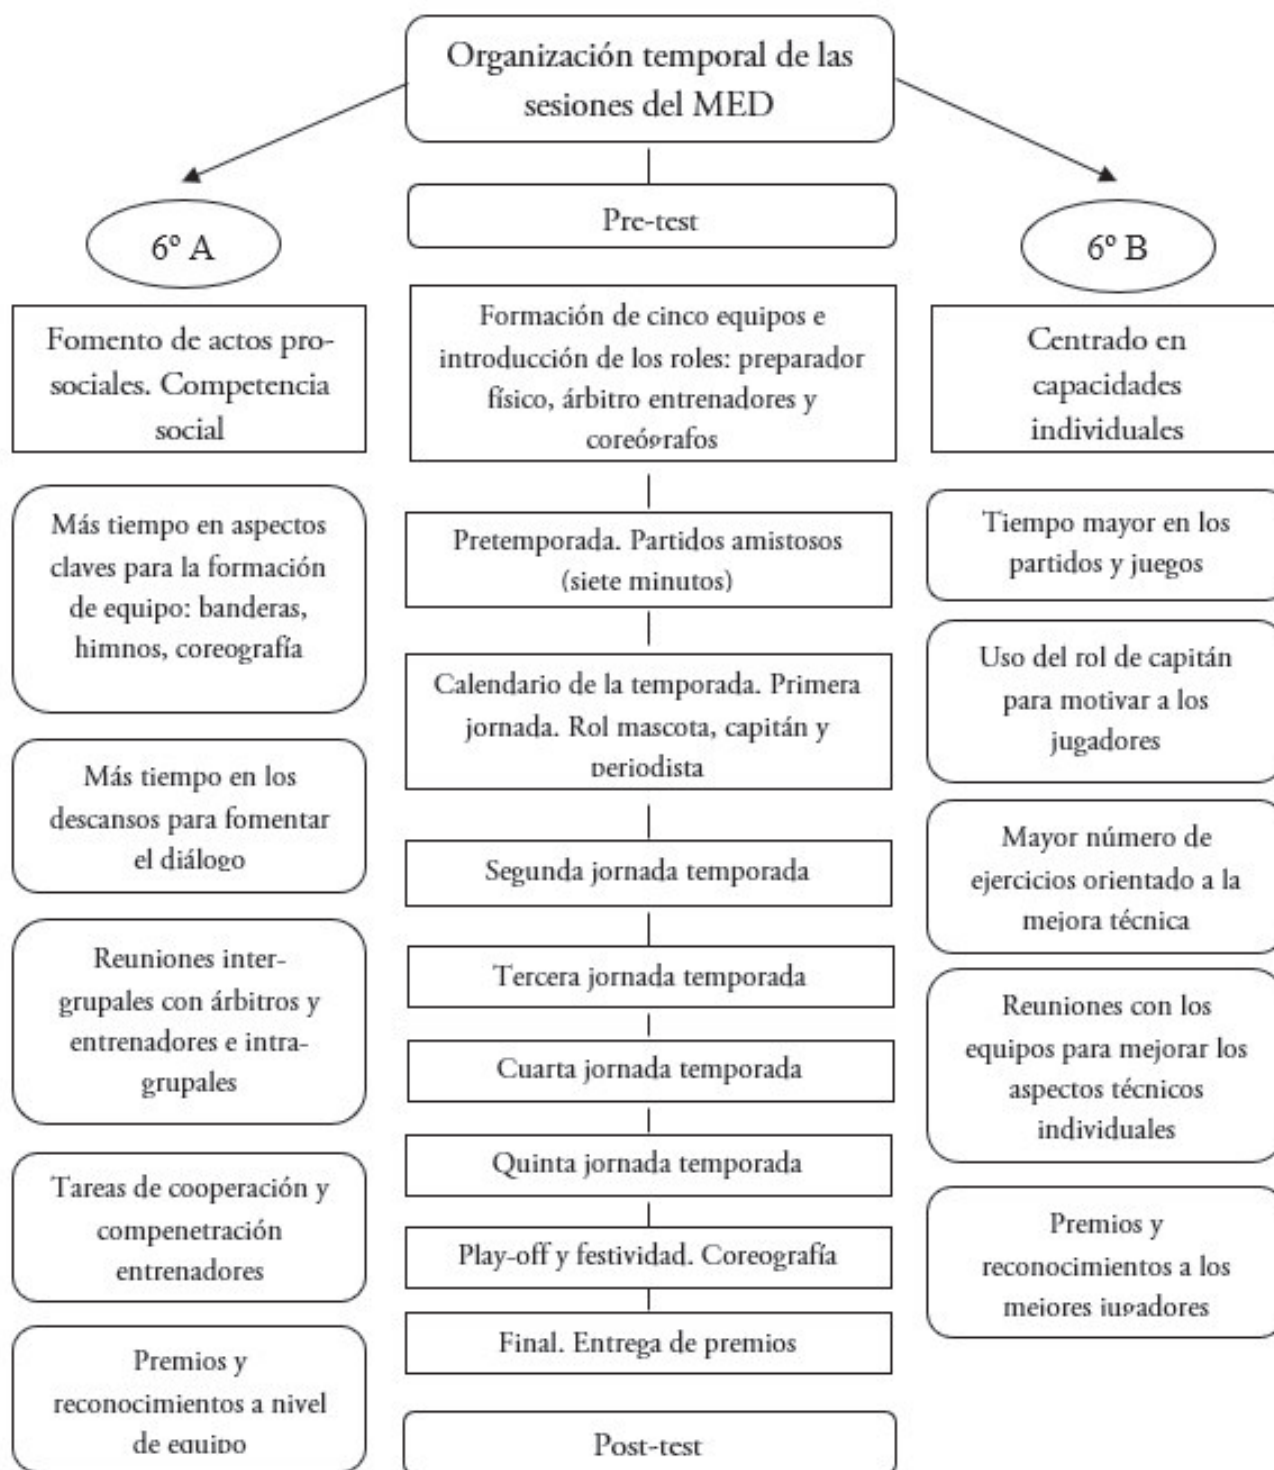 Organización temporal de las
sesiones del MED
Pre-test
6º A
Fomento de actos pro-
sociales. Competencia
social
Más tiempo en aspectos
claves para la formación
de equipo: banderas,
himnos, coreografía
Más tiempo en los
descansos para fomentar
el diálogo
Reuniones inter-
grupales con árbitros y
entrenadores e intra-
grupales
Tareas de cooperación y
compenetración
entrenadores
Premios y
reconocimientos a nivel
de equipo
Formación de cinco equipos e
introducción de los roles: preparador
físico, árbitro entrenadores y
coreógrafos
Pretemporada. Partidos amistosos
(siete minutos)
Calendario de la temporada. Primera
jornada. Rol mascota, capitán y
periodista
Segunda jornada temporada
Tercera jornada temporada
Cuarta jornada temporada
Quinta jornada temporada
Play-off y festividad. Coreografía
Final. Entrega de premios
Post-test
6º B
Centrado en
capacidades
individuales
Tiempo mayor en los
partidos y juegos
Uso del rol de capitán
para motivar a los
jugadores
Mayor número de
ejercicios orientado a la
mejora técnica
Reuniones con los
equipos para mejorar los
aspectos técnicos
individuales
Premios y
reconocimientos a los
mejores jugadores